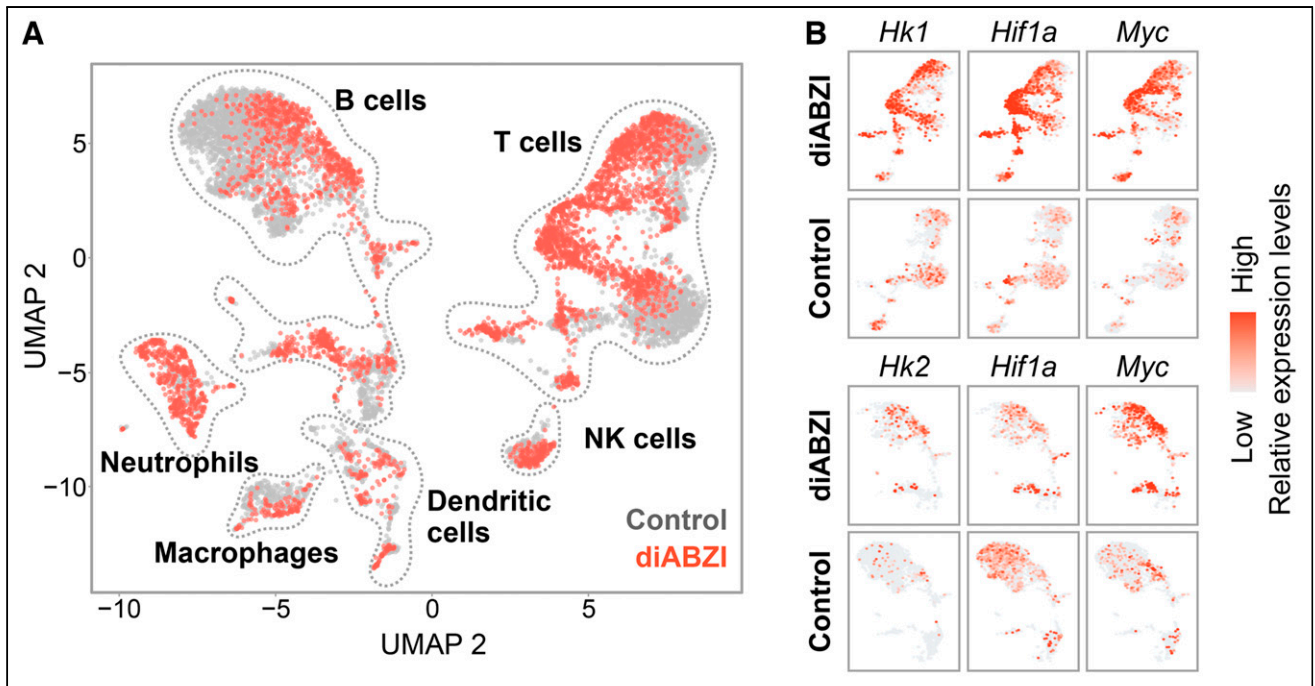 A
B cells
T cells
NK cells
Neutrophils
Macrophages
Dendritic
cells
Control
diABZI
UMAP 2
5
0
−5
−10
−10
−5
0
5
UMAP 2
B
Hk1
Hif1a
Myc
diABZI
Control
Hk2
Hif1a
Myc
diABZI
Control
Low
High
Relative expression levels